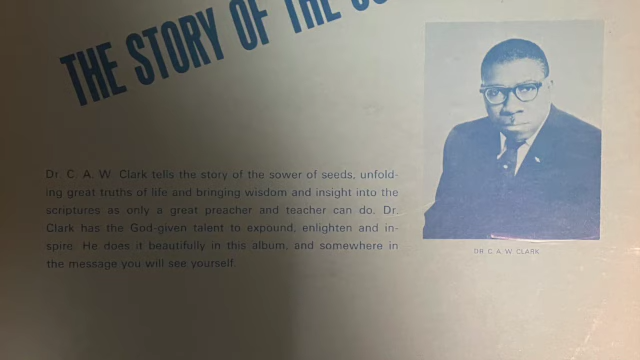 THE STORY OF THE
Dr. C. A. W. Clark tells the story of the sower of seeds, unfold-
ing great truths of life and bringing wisdom and insight into the
scriptures as only a great preacher and teacher can do. Dr.
Clark has the God-given talent to expound, enlighten and in-
spire. He does it beautifully in this album, and somewhere in
the message you will see yourself.
DR. C. A. W. CLARK